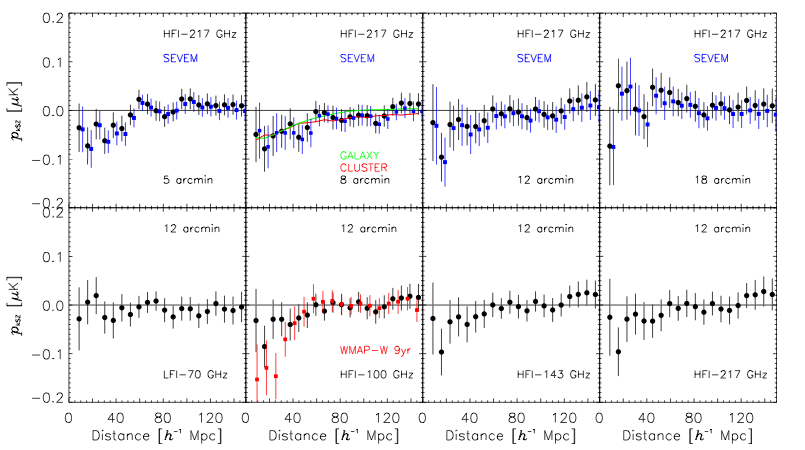 0.2 HFI-217 GHz HFI-217 GHz HFI-217 GHz HFI-217 GHz
SEVEM SEVEM SEVEM SEVEM
0.1
p_kSZ [μK] 0.0
-0.1
GALAXY
CLUSTER
5 arcmin 8 arcmin 12 arcmin 18 arcmin
-0.2
0.2
12 arcmin 12 arcmin 12 arcmin 12 arcmin
0.1
p_kSZ [μK] 0.0
-0.1
WMAP-W 9yr
LFI-70 GHz HFI-100 GHz HFI-143 GHz HFI-217 GHz
-0.2
0 40 80 120 0 40 80 120 0 40 80 120 0 40 80 120
Distance [h⁻¹ Mpc] Distance [h⁻¹ Mpc] Distance [h⁻¹ Mpc] Distance [h⁻¹ Mpc]